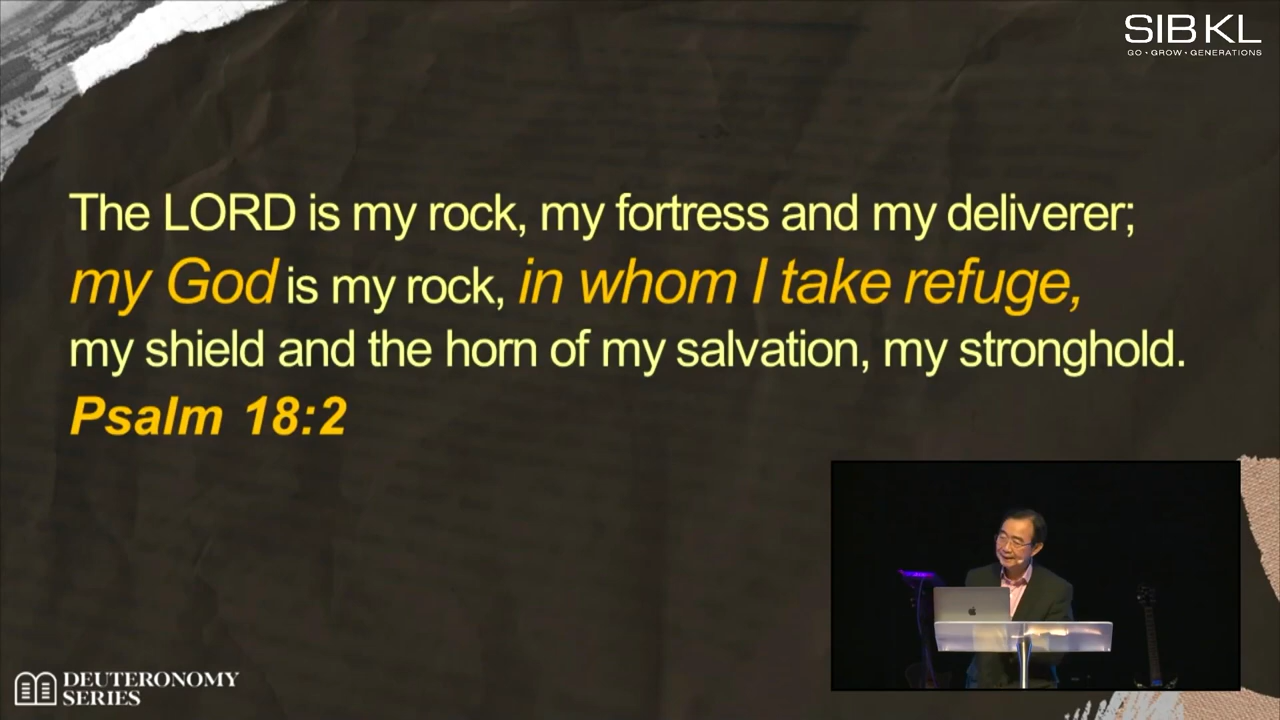 SIBKL
GO • GROW • GENERATIONS
The LORD is my rock, my fortress and my deliverer;
my God is my rock, in whom I take refuge,
my shield and the horn of my salvation, my stronghold.
Psalm 18:2
DEUTERONOMY
SERIES